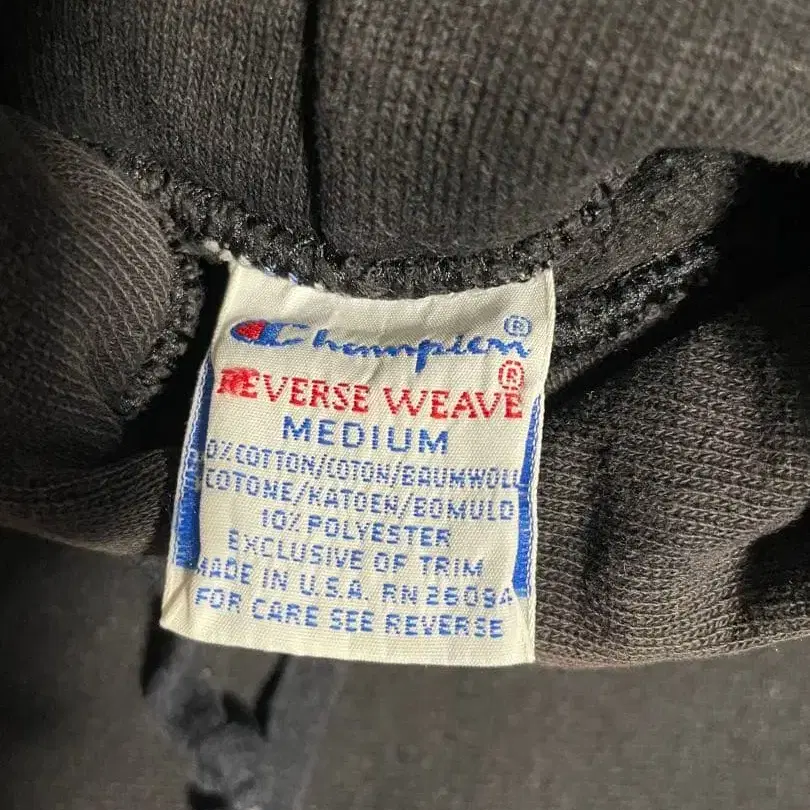 Champion®
REVERSE WEAVE®
MEDIUM
0% COTTON/COTON/BAUMWOLL
COTONE/KATOEN/BOMULD
10% POLYESTER
EXCLUSIVE OF TRIM
MADE IN U.S.A. RN 26094
FOR CARE SEE REVERSE